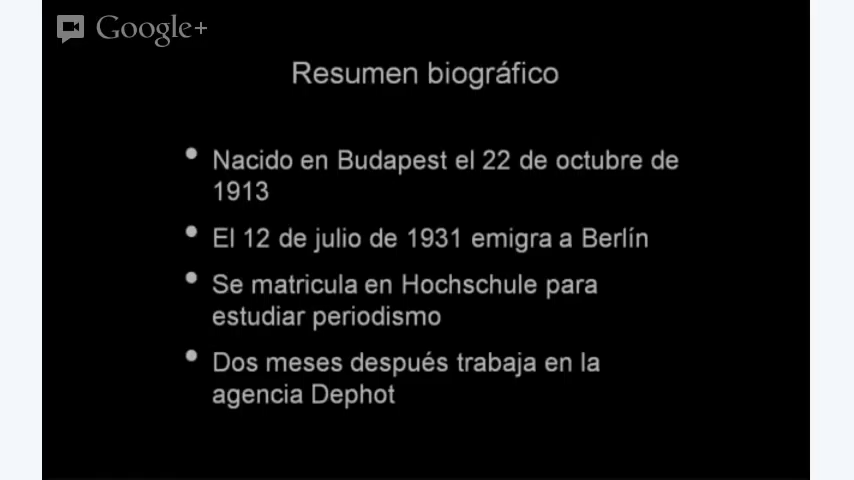 Google+
Resumen biográfico
• Nacido en Budapest el 22 de octubre de
1913
• El 12 de julio de 1931 emigra a Berlín
• Se matricula en Hochschule para
estudiar periodismo
• Dos meses después trabaja en la
agencia Dephot